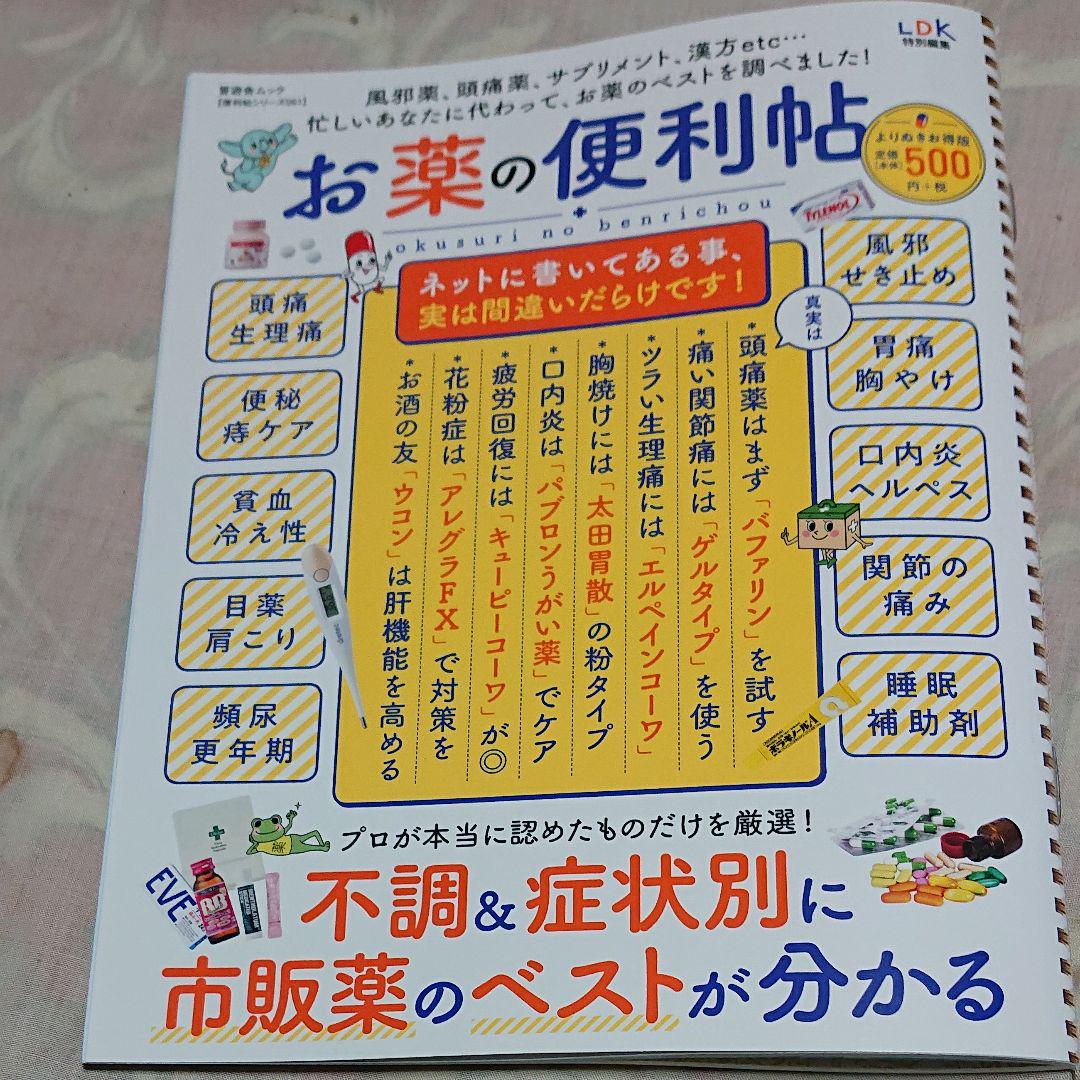 LDK
特別編集
晋遊舎ムック
【便利帖シリーズ001】
風邪薬、頭痛薬、サプリメント、漢方etc…
忙しいあなたに代わって、お薬のベストを調べました!
お薬の便利帖
okusuri no benrichou
よりぬきお得版
定価
[本体]
500
円+税
TYLENOL
ネットに書いてある事、
実は間違いだらけです!
真実は
*頭痛薬はまず「バファリン」を試す
*痛い関節痛には「ゲルタイプ」を使う
*ツラい生理痛には「エルペインコーワ」
*胸焼けには「太田胃散」の粉タイプ
*口内炎は「パブロンうがい薬」でケア
*疲労回復には「キューピーコーワ」が◎
*花粉症は「アレグラFX」で対策を
*お酒の友「ウコン」は肝機能を高める
頭痛
生理痛
便秘
痔ケア
貧血
冷え性
目薬
肩こり
頻尿
更年期
風邪
せき止め
胃痛
胸やけ
口内炎
ヘルペス
関節の
痛み
睡眠
補助剤
ボラギノールA
薬
EVE
BB
プロが本当に認めたものだけを厳選!
不調&症状別に
市販薬のベストが分かる